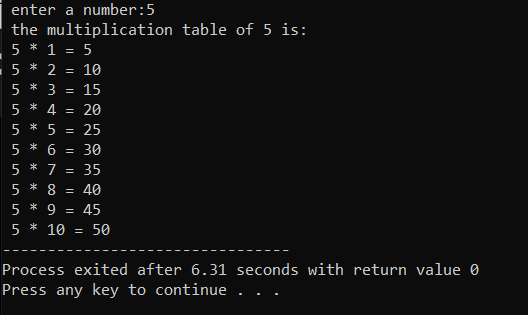 enter a number:5
the multiplication table of 5 is:
5 * 1 = 5
5 * 2 = 10
5 * 3 = 15
5 * 4 = 20
5 * 5 = 25
5 * 6 = 30
5 * 7 = 35
5 * 8 = 40
5 * 9 = 45
5 * 10 = 50
--------------------------------
Process exited after 6.31 seconds with return value 0
Press any key to continue . . .